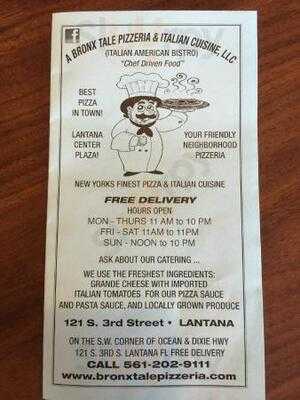 f
A BRONX TALE PIZZERIA & ITALIAN CUISINE, LLC
(ITALIAN AMERICAN BISTRO)
"Chef Driven Food"
BEST
PIZZA
IN TOWN!
LANTANA
CENTER
PLAZA!
YOUR FRIENDLY
NEIGHBORHOOD
PIZZERIA
NEW YORKS FINEST PIZZA & ITALIAN CUISINE
FREE DELIVERY
HOURS OPEN
MON - THURS 11 AM to 10 PM
FRI - SAT 11AM to 11PM
SUN - NOON to 10 PM
ASK ABOUT OUR CATERING ...
WE USE THE FRESHEST INGREDIENTS:
GRANDE CHEESE WITH IMPORTED
ITALIAN TOMATOES FOR OUR PIZZA SAUCE
AND PASTA SAUCE, AND LOCALLY GROWN PRODUCE
121 S. 3rd Street • LANTANA
ON THE S.W. CORNER OF OCEAN & DIXIE HWY
121 S. 3RD S. LANTANA FL FREE DELIVERY
CALL 561-202-9111
www.bronxtalepizzeria.com